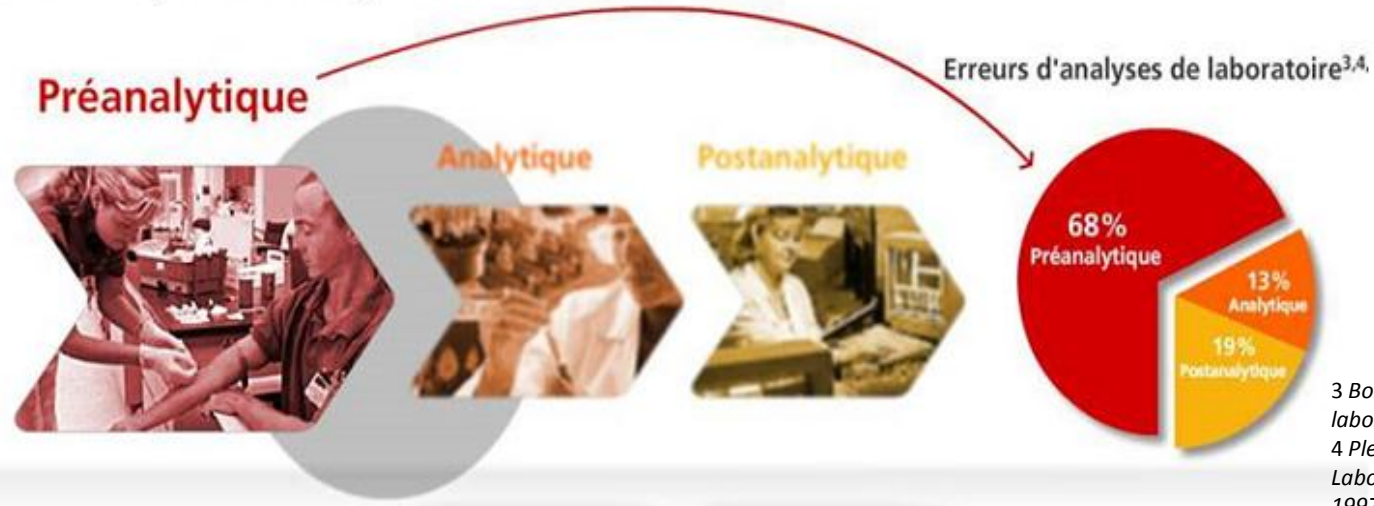 Préanalytique
Analytique
Postanalytique
Erreurs d'analyses de laboratoire3,4,
68%
Préanalytique
13%
Analytique
19%
Postanalytique
3 Bo
labo
4 Ple
Labo
1997